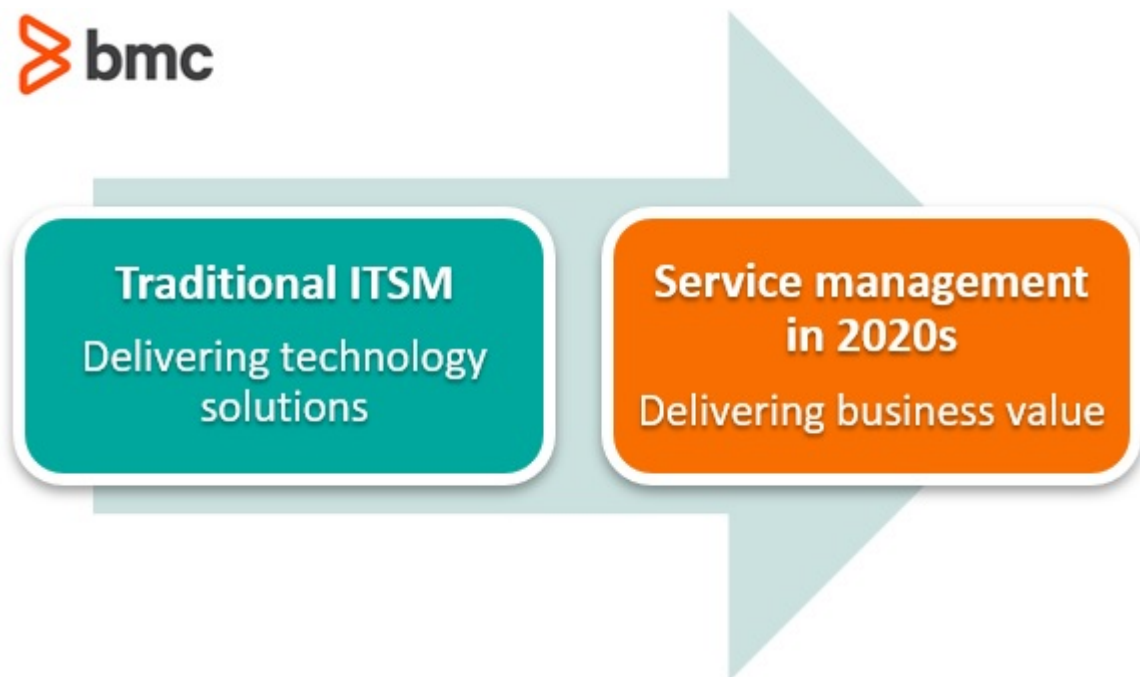 bmc
Traditional ITSM
Delivering technology
solutions
Service management
in 2020s
Delivering business value